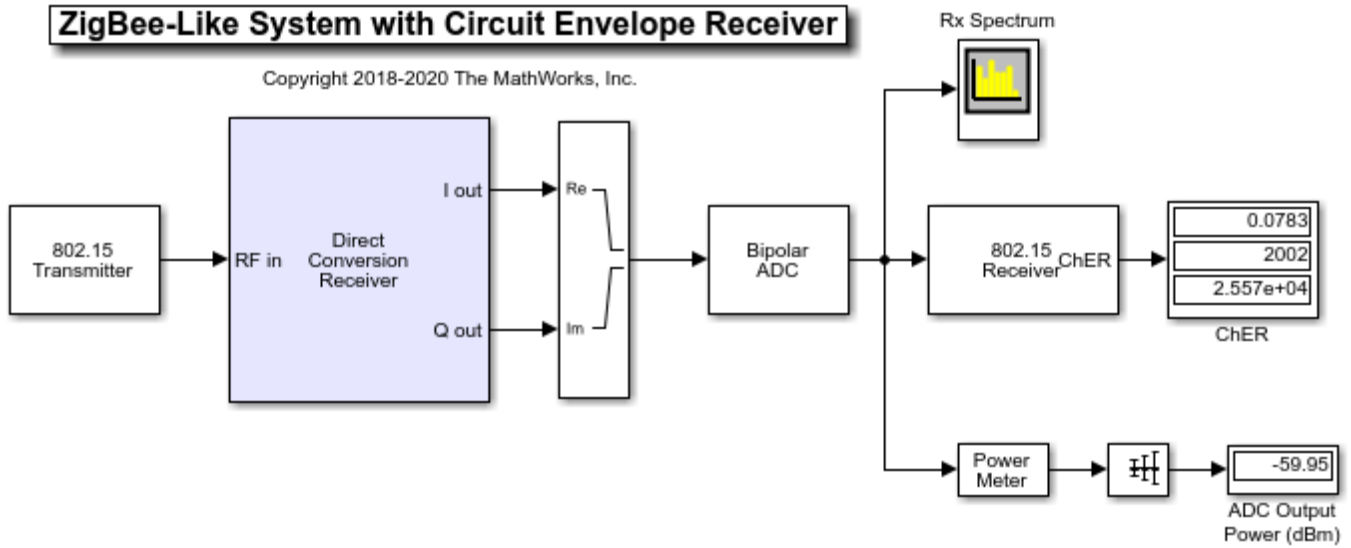 ZigBee-Like System with Circuit Envelope Receiver
Copyright 2018-2020 The MathWorks, Inc.
Rx Spectrum
802.15
Transmitter
RF in
Direct
Conversion
Receiver
I out
Q out
Re
Im
Bipolar
ADC
802.15
Receiver
ChER
0.0783
2002
2.557e+04
ChER
Power
Meter
-59.95
ADC Output
Power (dBm)